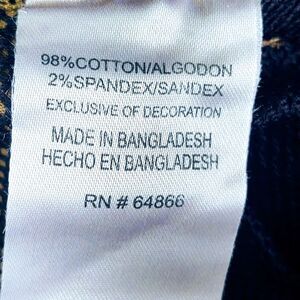 98%COTTON/ALGODON
2%SPANDEX/SANDEX
EXCLUSIVE OF DECORATION
MADE IN BANGLADESH
HECHO EN BANGLADESH
RN # 64866